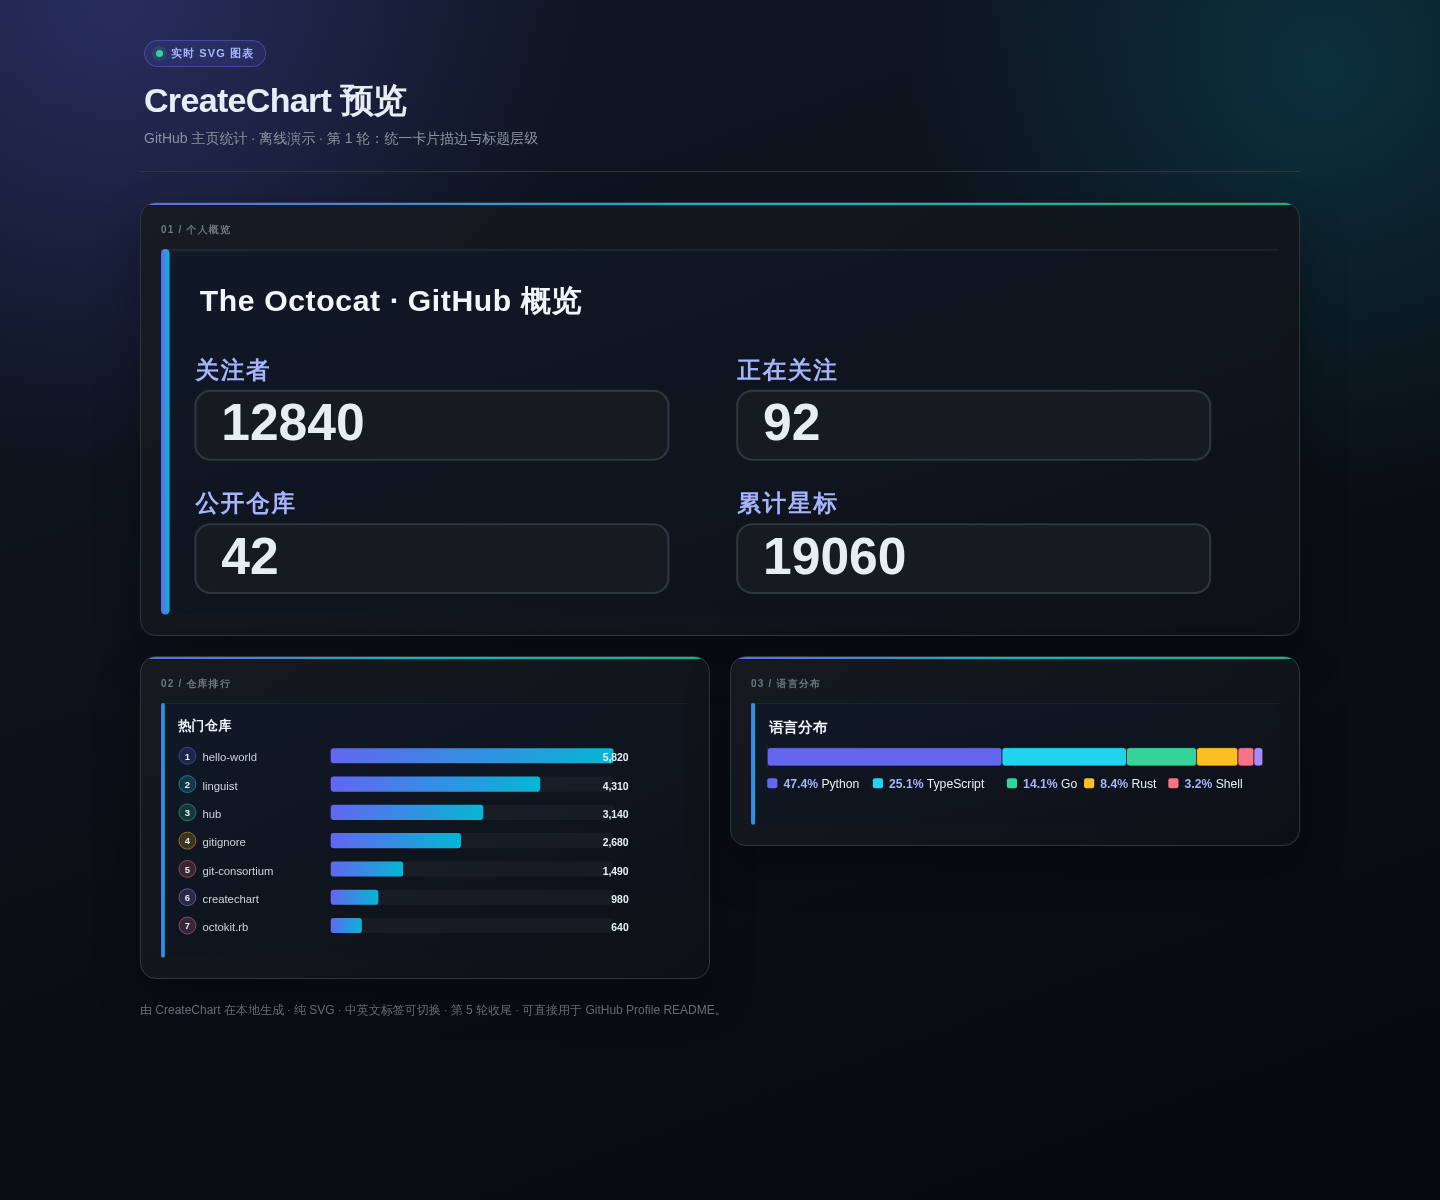 实时 SVG 图表
CreateChart 预览
GitHub 主页统计 · 离线演示 · 第 1 轮：统一卡片描边与标题层级
01 / 个人概览
The Octocat · GitHub 概览
关注者
12840
正在关注
92
公开仓库
42
累计星标
19060
02 / 仓库排行
热门仓库
1 hello-world 5,820
2 linguist 4,310
3 hub 3,140
4 gitignore 2,680
5 git-consortium 1,490
6 createchart 980
7 octokit.rb 640
03 / 语言分布
语言分布
47.4% Python 25.1% TypeScript 14.1% Go 8.4% Rust 3.2% Shell
由 CreateChart 在本地生成 · 纯 SVG · 中英文标签可切换 · 第 5 轮收尾 · 可直接用于 GitHub Profile README。